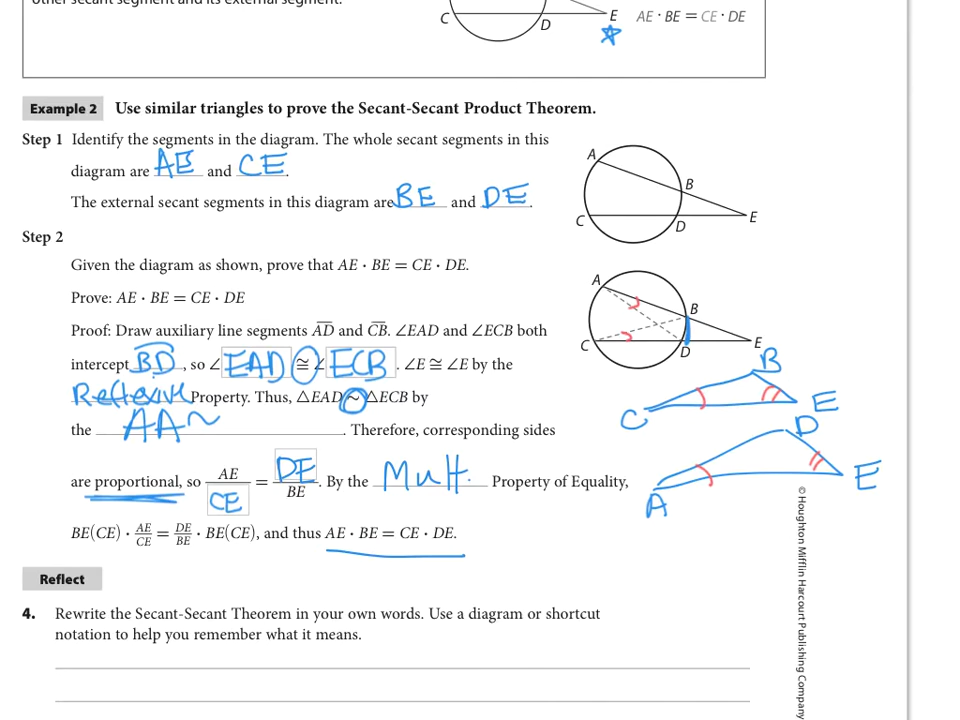 other secant segment and its external segment.
C D E AE · BE = CE · DE
Example 2 Use similar triangles to prove the Secant-Secant Product Theorem.
Step 1 Identify the segments in the diagram. The whole secant segments in this
diagram are AE and CE.
The external secant segments in this diagram are BE and DE.
A B C D E
Step 2
Given the diagram as shown, prove that AE · BE = CE · DE.
Prove: AE · BE = CE · DE
Proof: Draw auxiliary line segments AD and CB. ∠EAD and ∠ECB both
intercept BD, so ∠EAD ≅ ∠ECB. ∠E ≅ ∠E by the
Reflexive Property. Thus, △EAD ~ △ECB by
the AA~. Therefore, corresponding sides
are proportional, so AE/CE = DE/BE. By the Mult. Property of Equality,
BE(CE) · AE/CE = DE/BE · BE(CE), and thus AE · BE = CE · DE.
A B C D E
B C E
D A E
Reflect
4. Rewrite the Secant-Secant Theorem in your own words. Use a diagram or shortcut
notation to help you remember what it means.
© Houghton Mifflin Harcourt Publishing Company